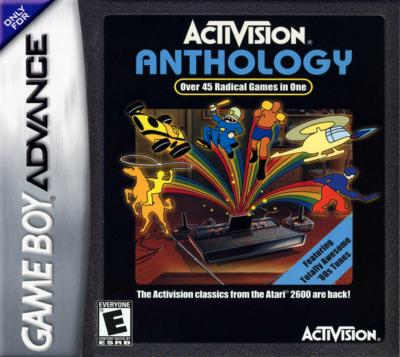 ONLY
FOR
GAME BOY ADVANCE
ACTIVISION®
ANTHOLOGY
Over 45 Radical Games in One
Featuring
Totally Awesome
'80s Tunes
The Activision classics from the Atari™ 2600 are back!
EVERYONE
E
CONTENT RATED BY
ESRB
ACTIVISION®